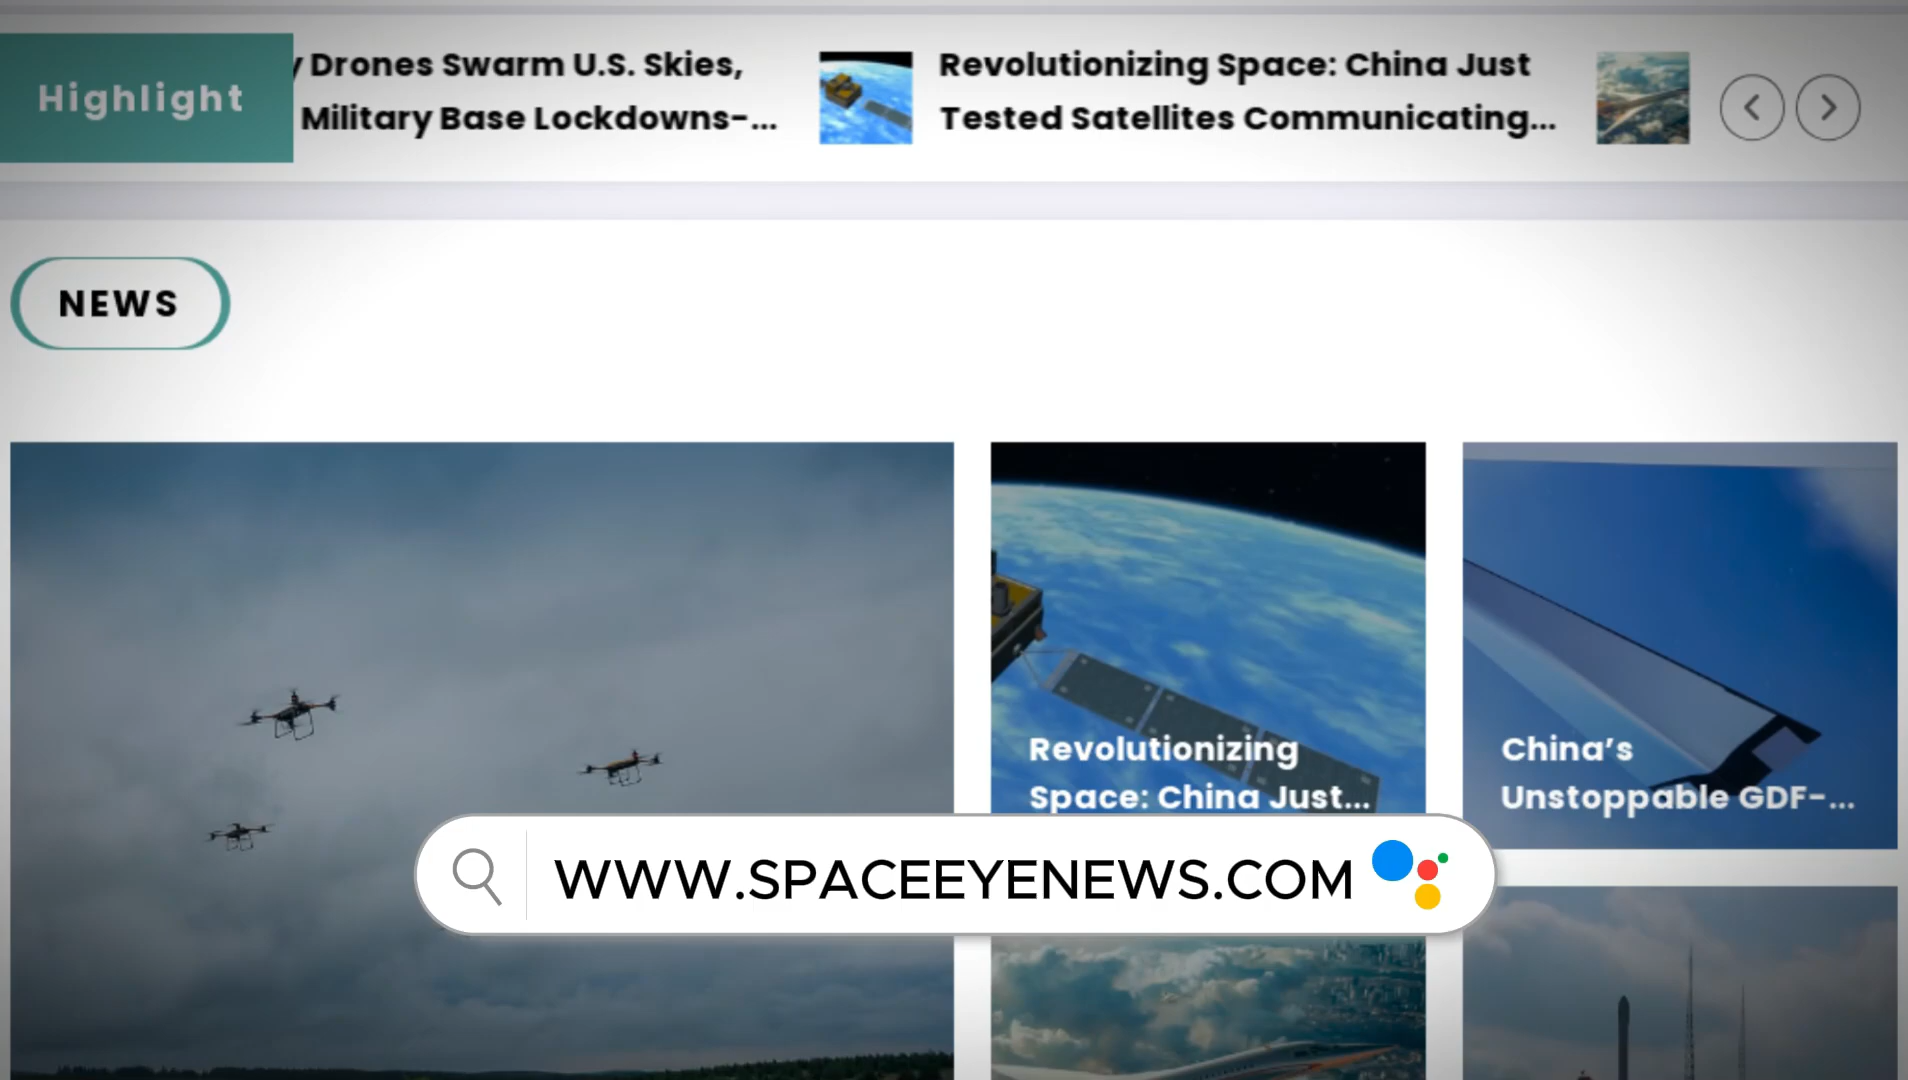 Highlight
Drones Swarm U.S. Skies,
Military Base Lockdowns-...
Revolutionizing Space: China Just
Tested Satellites Communicating...
NEWS
Revolutionizing
Space: China Just...
China’s
Unstoppable GDF-...
WWW.SPACEEYENEWS.COM